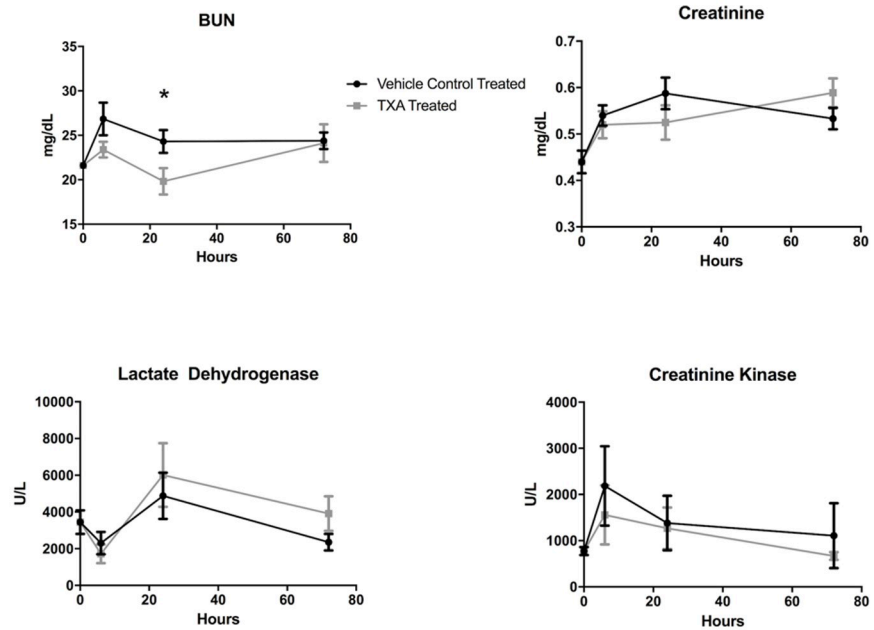 BUN
35
30
25
20
15
mg/dL
*
0 20 40 60 80
Hours
Vehicle Control Treated
TXA Treated
Creatinine
0.7
0.6
0.5
0.4
0.3
mg/dL
0 20 40 60 80
Hours
Lactate Dehydrogenase
10000
8000
6000
4000
2000
0
U/L
0 20 40 60 80
Hours
Creatinine Kinase
4000
3000
2000
1000
0
U/L
0 20 40 60 80
Hours